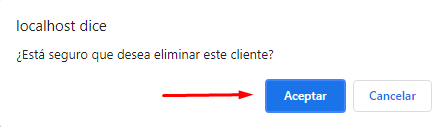 localhost dice
¿Está seguro que desea eliminar este cliente?
Aceptar Cancelar